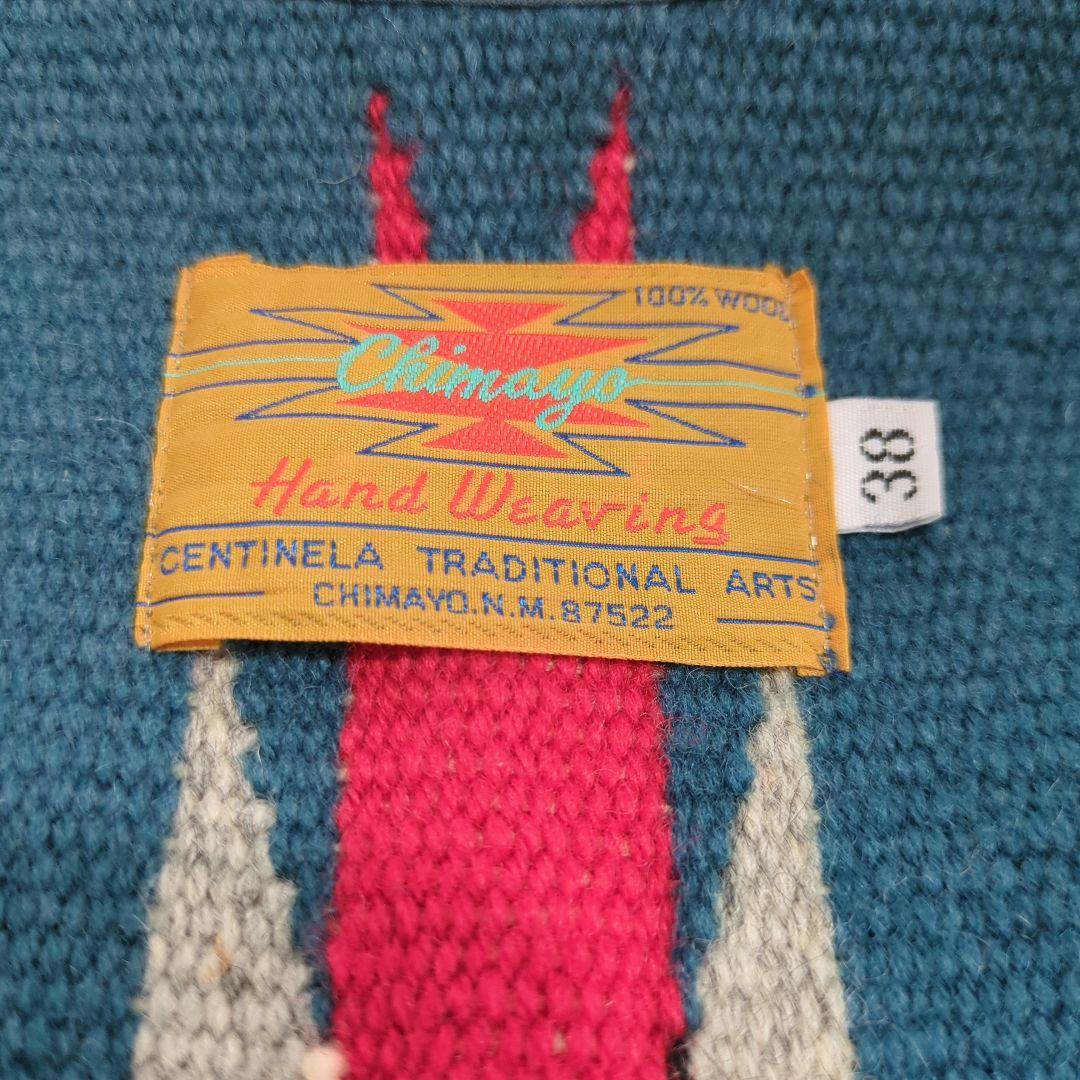 100% WOOL
Chimayo
Hand Weaving
CENTINELA TRADITIONAL ARTS
CHIMAYO.N.M.87522
38